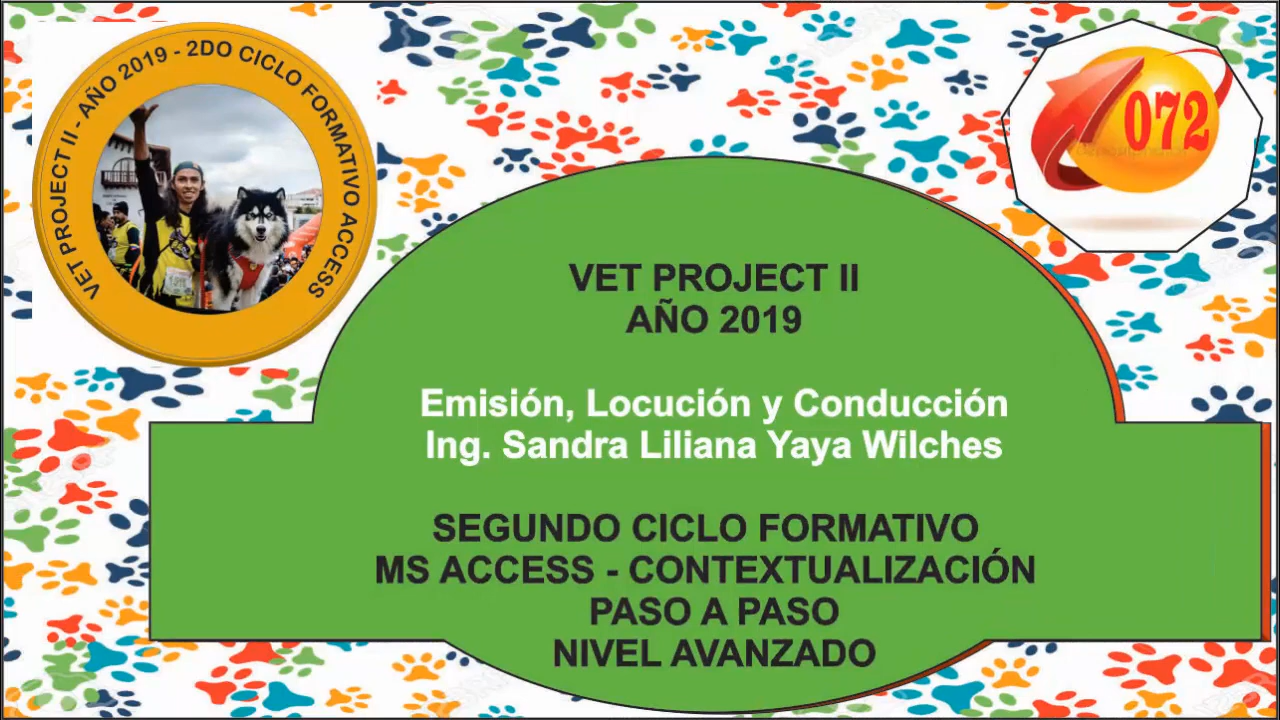 VET PROJECT II - AÑO 2019 - 2DO CICLO FORMATIVO ACCESS
072
VET PROJECT II
AÑO 2019
Emisión, Locución y Conducción
Ing. Sandra Liliana Yaya Wilches
SEGUNDO CICLO FORMATIVO
MS ACCESS - CONTEXTUALIZACIÓN
PASO A PASO
NIVEL AVANZADO